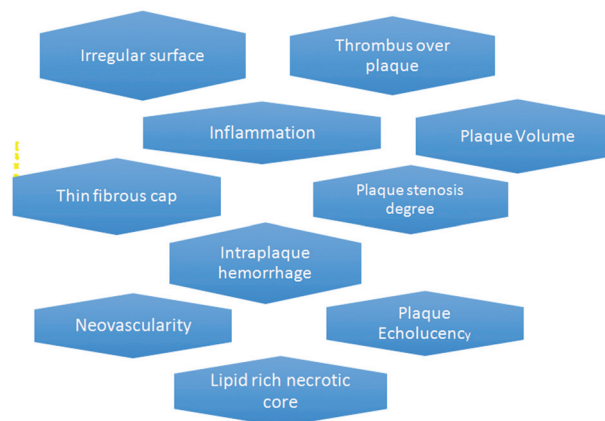 Irregular surface
Thrombus over
plaque
Inflammation
Plaque Volume
Thin fibrous cap
Plaque stenosis
degree
Intraplaque
hemorrhage
Neovascularity
Plaque
Echolucency
Lipid rich necrotic
core